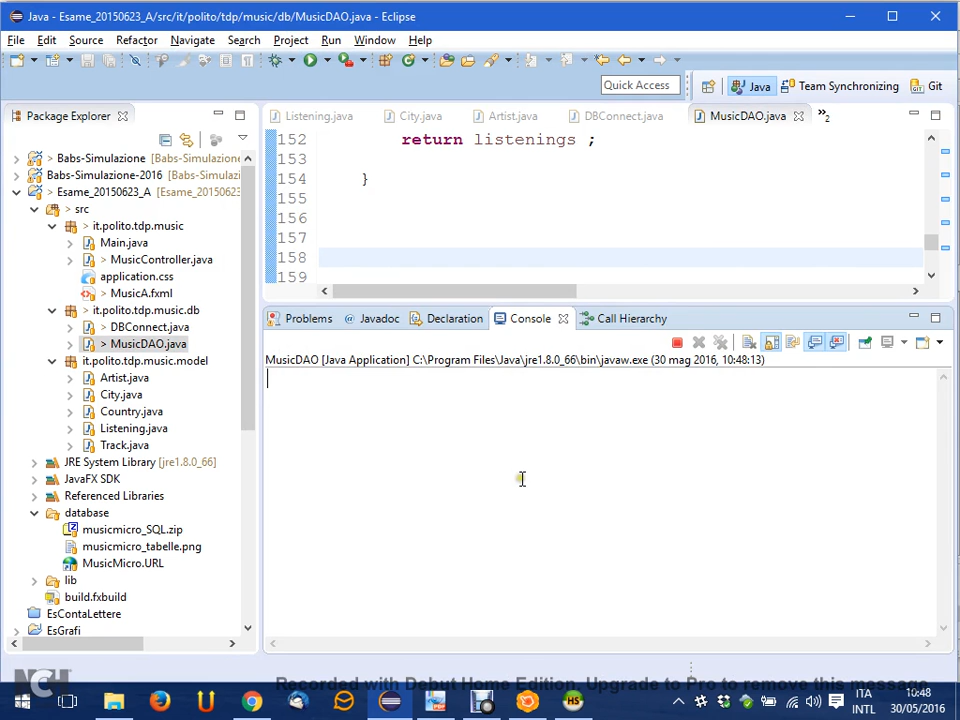 Java - Esame_20150623_A/src/it/polito/tdp/music/db/MusicDAO.java - Eclipse
File Edit Source Refactor Navigate Search Project Run Window Help
Quick Access Java Team Synchronizing Git
Package Explorer
Listening.java City.java Artist.java DBConnect.java MusicDAO.java »2
> Babs-Simulazione [Babs-Simulazione
> Babs-Simulazione-2016 [Babs-Simulazi
> Esame_20150623_A [Esame_20150623
> src
> it.polito.tdp.music
Main.java
> MusicController.java
application.css
> MusicA.fxml
> it.polito.tdp.music.db
> DBConnect.java
> MusicDAO.java
it.polito.tdp.music.model
Artist.java
City.java
Country.java
Listening.java
Track.java
JRE System Library [jre1.8.0_66]
JavaFX SDK
Referenced Libraries
database
musicmicro_SQL.zip
musicmicro_tabelle.png
MusicMicro.URL
lib
build.fxbuild
EsContaLettere
EsGrafi
152 return listenings ;
153
154 }
155
156
157
158
159
Problems Javadoc Declaration Console Call Hierarchy
MusicDAO [Java Application] C:\Program Files\Java\jre1.8.0_66\bin\javaw.exe (30 mag 2016, 10:48:13)
NCH
Recorded with Debut Home Edition. Upgrade to Pro to remove this message
ITA
INTL
10:48
30/05/2016